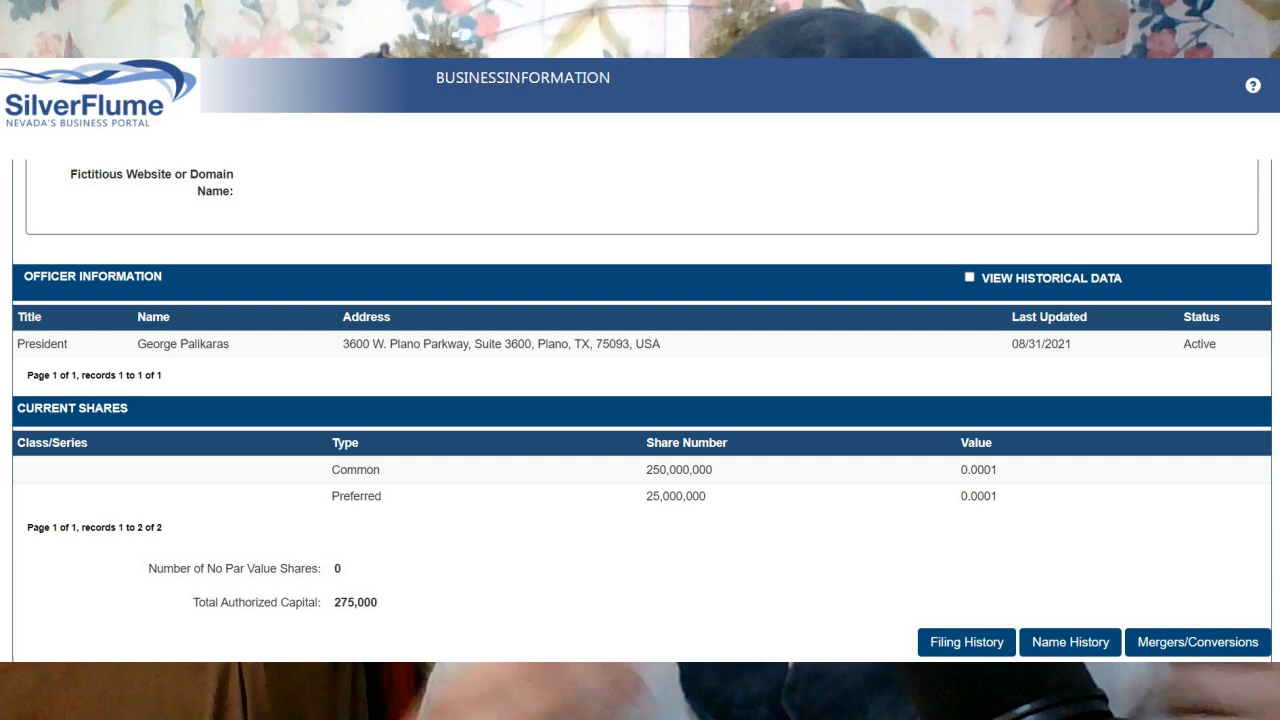 BUSINESSINFORMATION
?
SilverFlume
NEVADA'S BUSINESS PORTAL
Fictitious Website or Domain
Name:
OFFICER INFORMATION VIEW HISTORICAL DATA
Title Name Address Last Updated Status
President George Palikaras 3600 W. Plano Parkway, Suite 3600, Plano, TX, 75093, USA 08/31/2021 Active
Page 1 of 1, records 1 to 1 of 1
CURRENT SHARES
Class/Series Type Share Number Value
Common 250,000,000 0.0001
Preferred 25,000,000 0.0001
Page 1 of 1, records 1 to 2 of 2
Number of No Par Value Shares: 0
Total Authorized Capital: 275,000
Filing History Name History Mergers/Conversions